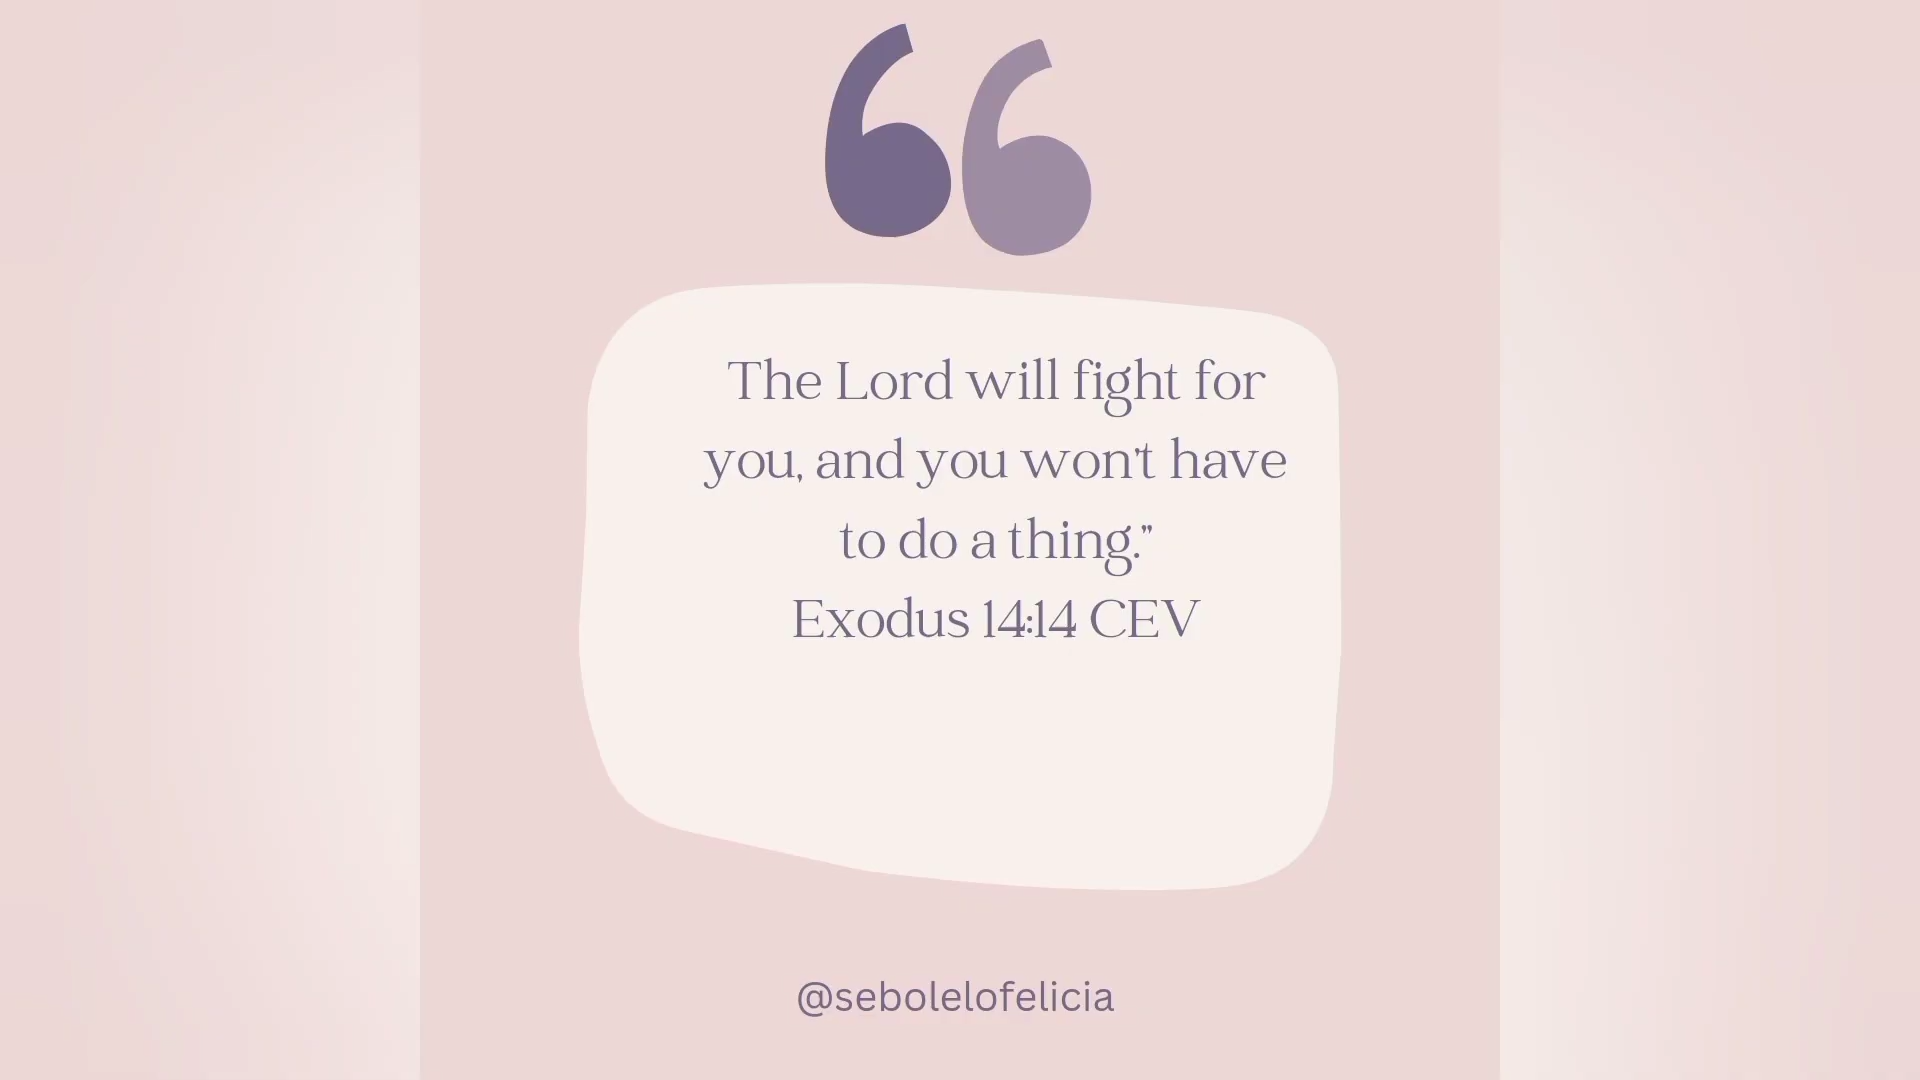 The Lord will fight for
you, and you won't have
to do a thing.”
Exodus 14:14 CEV
@sebolelofelicia